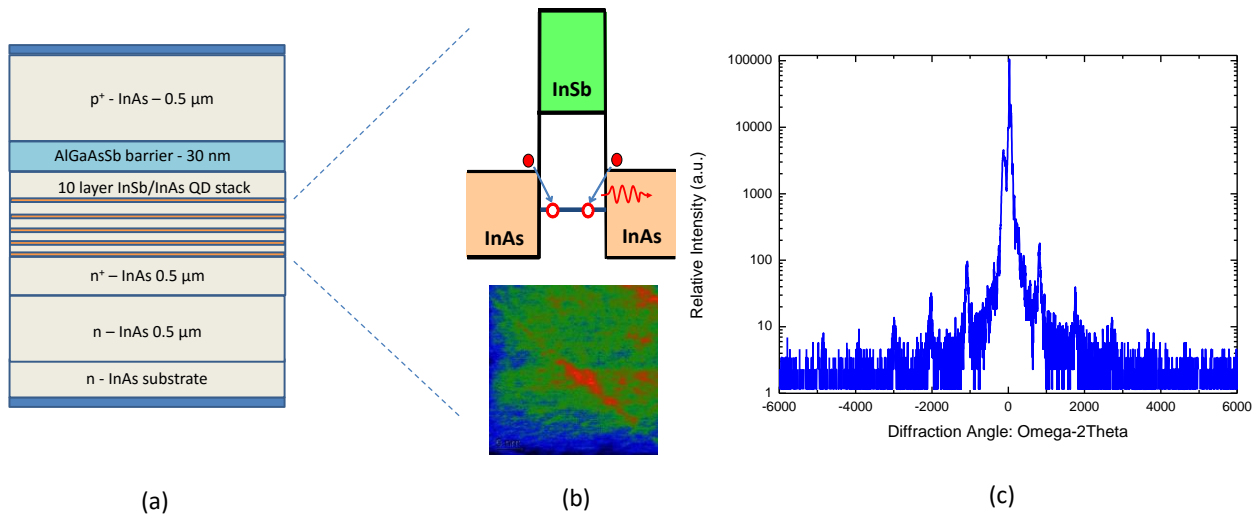 p⁺ - InAs – 0.5 µm
AlGaAsSb barrier - 30 nm
10 layer InSb/InAs QD stack
n⁺ – InAs 0.5 µm
n – InAs 0.5 µm
n - InAs substrate
(a)
InSb
InAs
InAs
(b)
Relative Intensity (a.u.)
100000
10000
1000
100
10
1
-6000 -4000 -2000 0 2000 4000 6000
Diffraction Angle: Omega-2Theta
(c)